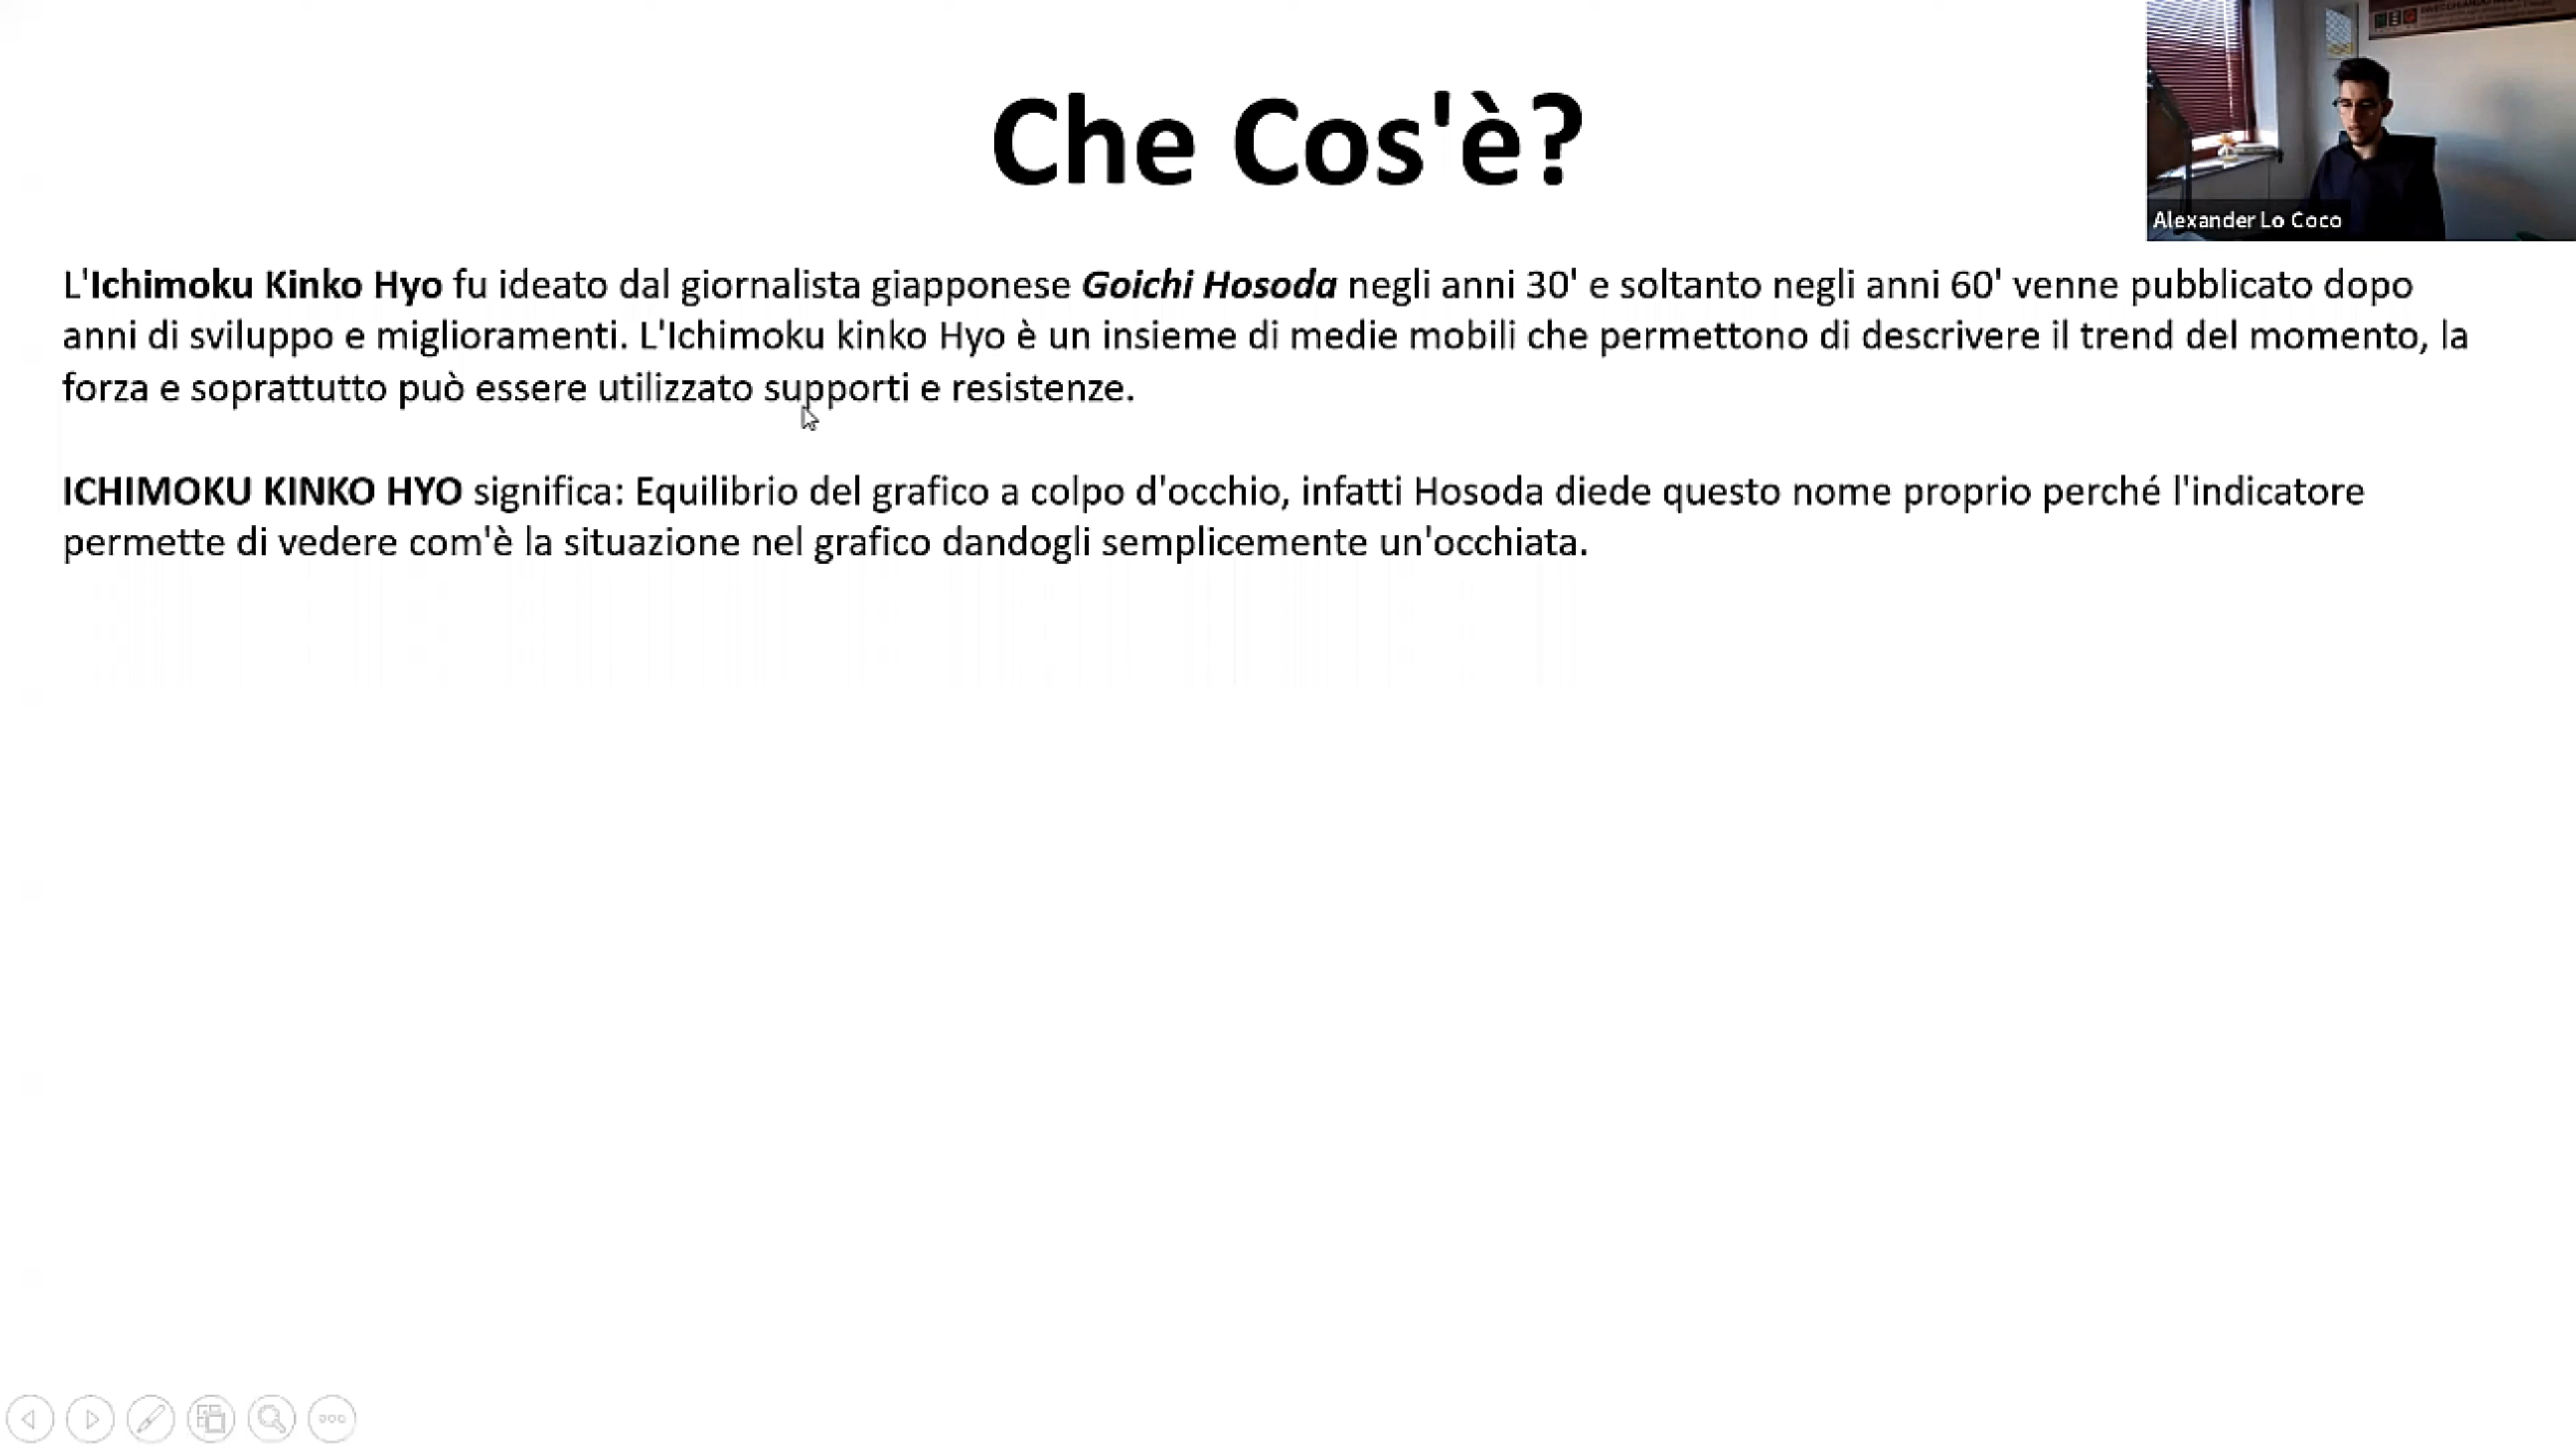 Che Cos'è?
Alexander Lo Coco
L'Ichimoku Kinko Hyo fu ideato dal giornalista giapponese Goichi Hosoda negli anni 30' e soltanto negli anni 60' venne pubblicato dopo
anni di sviluppo e miglioramenti. L'Ichimoku kinko Hyo è un insieme di medie mobili che permettono di descrivere il trend del momento, la
forza e soprattutto può essere utilizzato supporti e resistenze.
ICHIMOKU KINKO HYO significa: Equilibrio del grafico a colpo d'occhio, infatti Hosoda diede questo nome proprio perché l'indicatore
permette di vedere com'è la situazione nel grafico dandogli semplicemente un'occhiata.